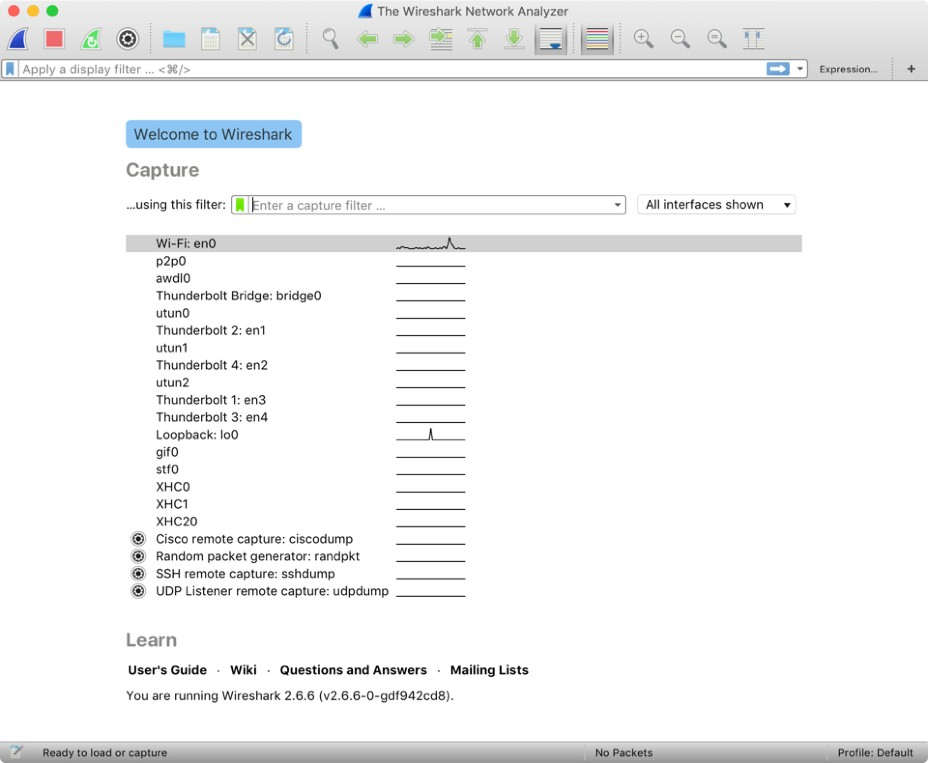 The Wireshark Network Analyzer
Apply a display filter ... <⌘/>
Expression...
+
Welcome to Wireshark
Capture
...using this filter: Enter a capture filter ... All interfaces shown
Wi-Fi: en0
p2p0
awdl0
Thunderbolt Bridge: bridge0
utun0
Thunderbolt 2: en1
utun1
Thunderbolt 4: en2
utun2
Thunderbolt 1: en3
Thunderbolt 3: en4
Loopback: lo0
gif0
stf0
XHC0
XHC1
XHC20
Cisco remote capture: ciscodump
Random packet generator: randpkt
SSH remote capture: sshdump
UDP Listener remote capture: udpdump
Learn
User's Guide · Wiki · Questions and Answers · Mailing Lists
You are running Wireshark 2.6.6 (v2.6.6-0-gdf942cd8).
Ready to load or capture No Packets Profile: Default